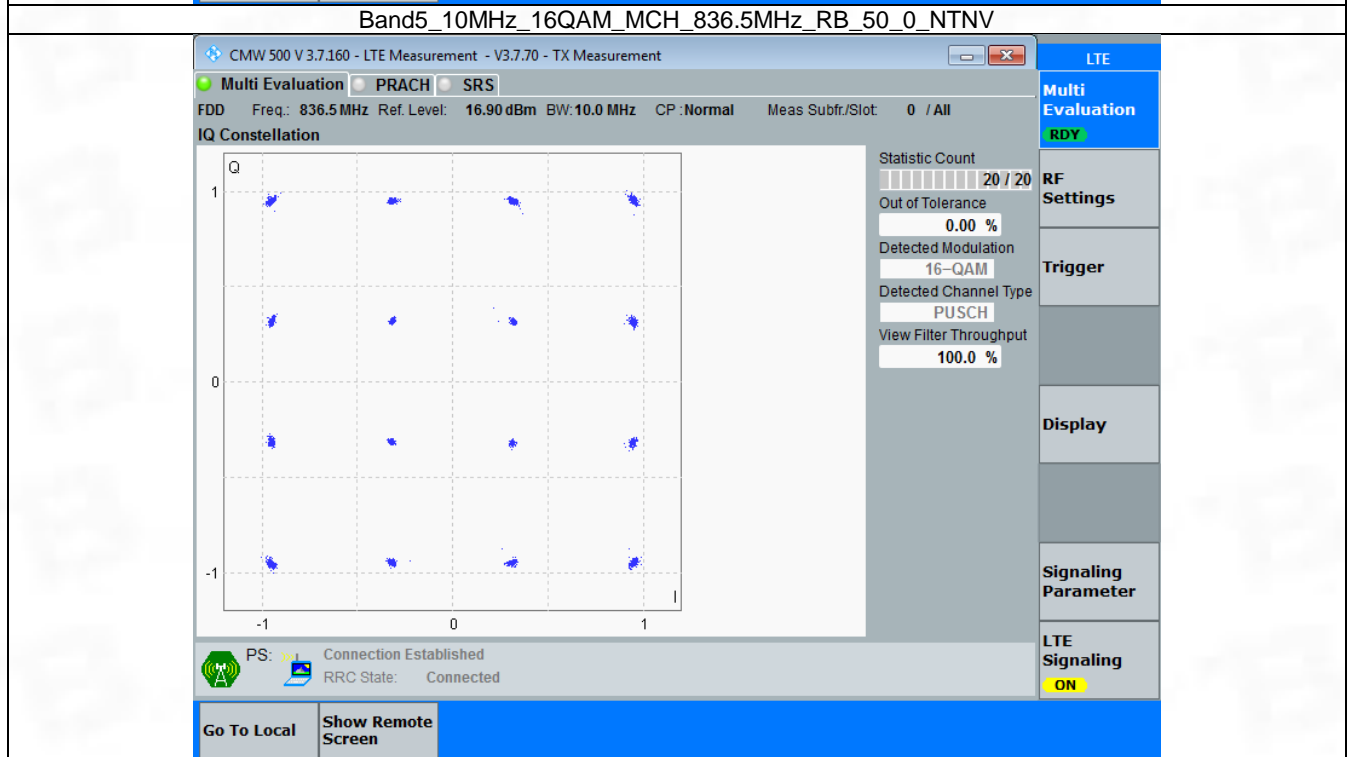 Band5_10MHz_16QAM_MCH_836.5MHz_RB_50_0_NTNV
CMW 500 V 3.7.160 - LTE Measurement - V3.7.70 - TX Measurement
LTE
Multi Evaluation PRACH SRS
FDD Freq.: 836.5 MHz Ref. Level: 16.90 dBm BW: 10.0 MHz CP : Normal Meas Subfr./Slot: 0 / All
IQ Constellation
Q
1
0
-1
I
-1 0 1
Statistic Count
20 / 20
Out of Tolerance
0.00 %
Detected Modulation
16-QAM
Detected Channel Type
PUSCH
View Filter Throughput
100.0 %
Multi
Evaluation
RDY
RF
Settings
Trigger
Display
Signaling
Parameter
LTE
Signaling
ON
PS: Connection Established
RRC State: Connected
Go To Local
Show Remote
Screen